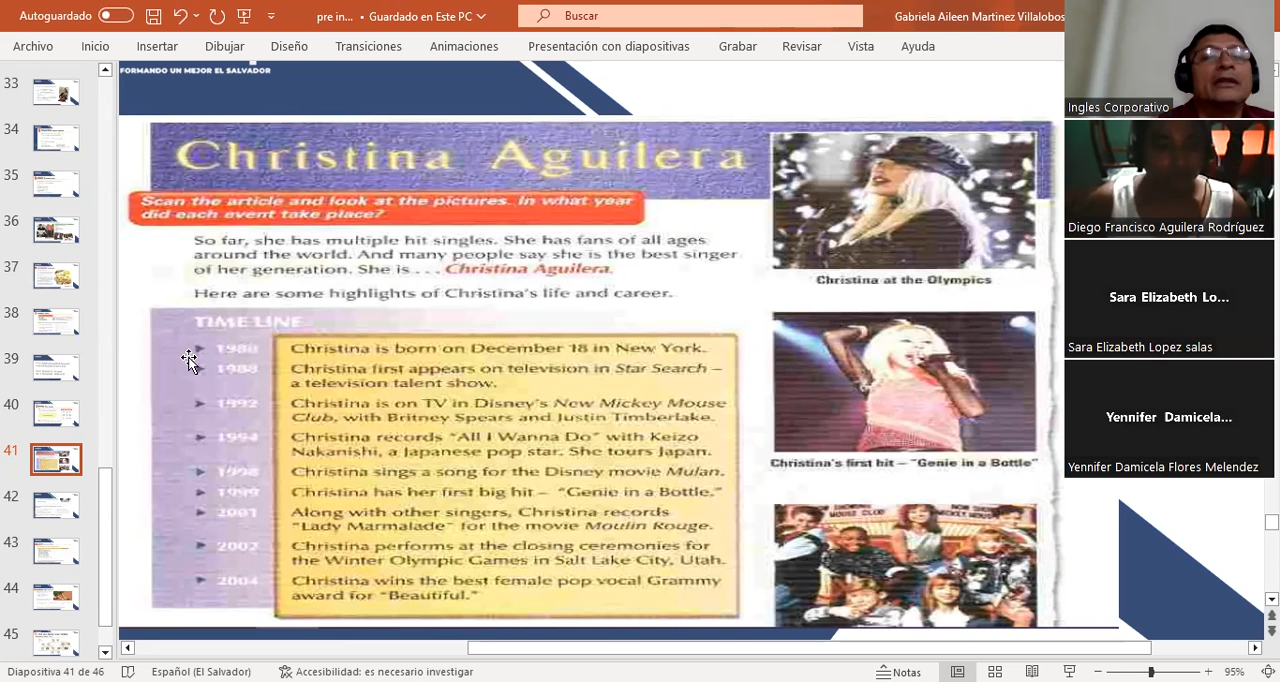 Autoguardado
pre in... • Guardado en Este PC
Buscar
Gabriela Aileen Martinez Villalobos
Archivo Inicio Insertar Dibujar Diseño Transiciones Animaciones Presentación con diapositivas Grabar Revisar Vista Ayuda
33
34
35
36
37
38
39
40
41
42
43
44
45
FORMANDO UN MEJOR EL SALVADOR
Christina Aguilera
Scan the article and look at the pictures. In what year
did each event take place?
So far, she has multiple hit singles. She has fans of all ages
around the world. And many people say she is the best singer
of her generation. She is . . . Christina Aguilera.
Here are some highlights of Christina's life and career.
TIME LINE
1980 Christina is born on December 18 in New York.
1988 Christina first appears on television in Star Search –
a television talent show.
1992 Christina is on TV in Disney's New Mickey Mouse
Club, with Britney Spears and Justin Timberlake.
1994 Christina records "All I Wanna Do" with Keizo
Nakanishi, a Japanese pop star. She tours Japan.
1998 Christina sings a song for the Disney movie Mulan.
1999 Christina has her first big hit – "Genie in a Bottle."
2001 Along with other singers, Christina records
"Lady Marmalade" for the movie Moulin Rouge.
2002 Christina performs at the closing ceremonies for
the Winter Olympic Games in Salt Lake City, Utah.
2004 Christina wins the best female pop vocal Grammy
award for "Beautiful."
Christina at the Olympics
Christina's first hit – "Genie in a Bottle"
Ingles Corporativo
Diego Francisco Aguilera Rodríguez
Sara Elizabeth Lo...
Sara Elizabeth Lopez salas
Yennifer Damicela...
Yennifer Damicela Flores Melendez
Diapositiva 41 de 46
Español (El Salvador)
Accesibilidad: es necesario investigar
Notas
95%